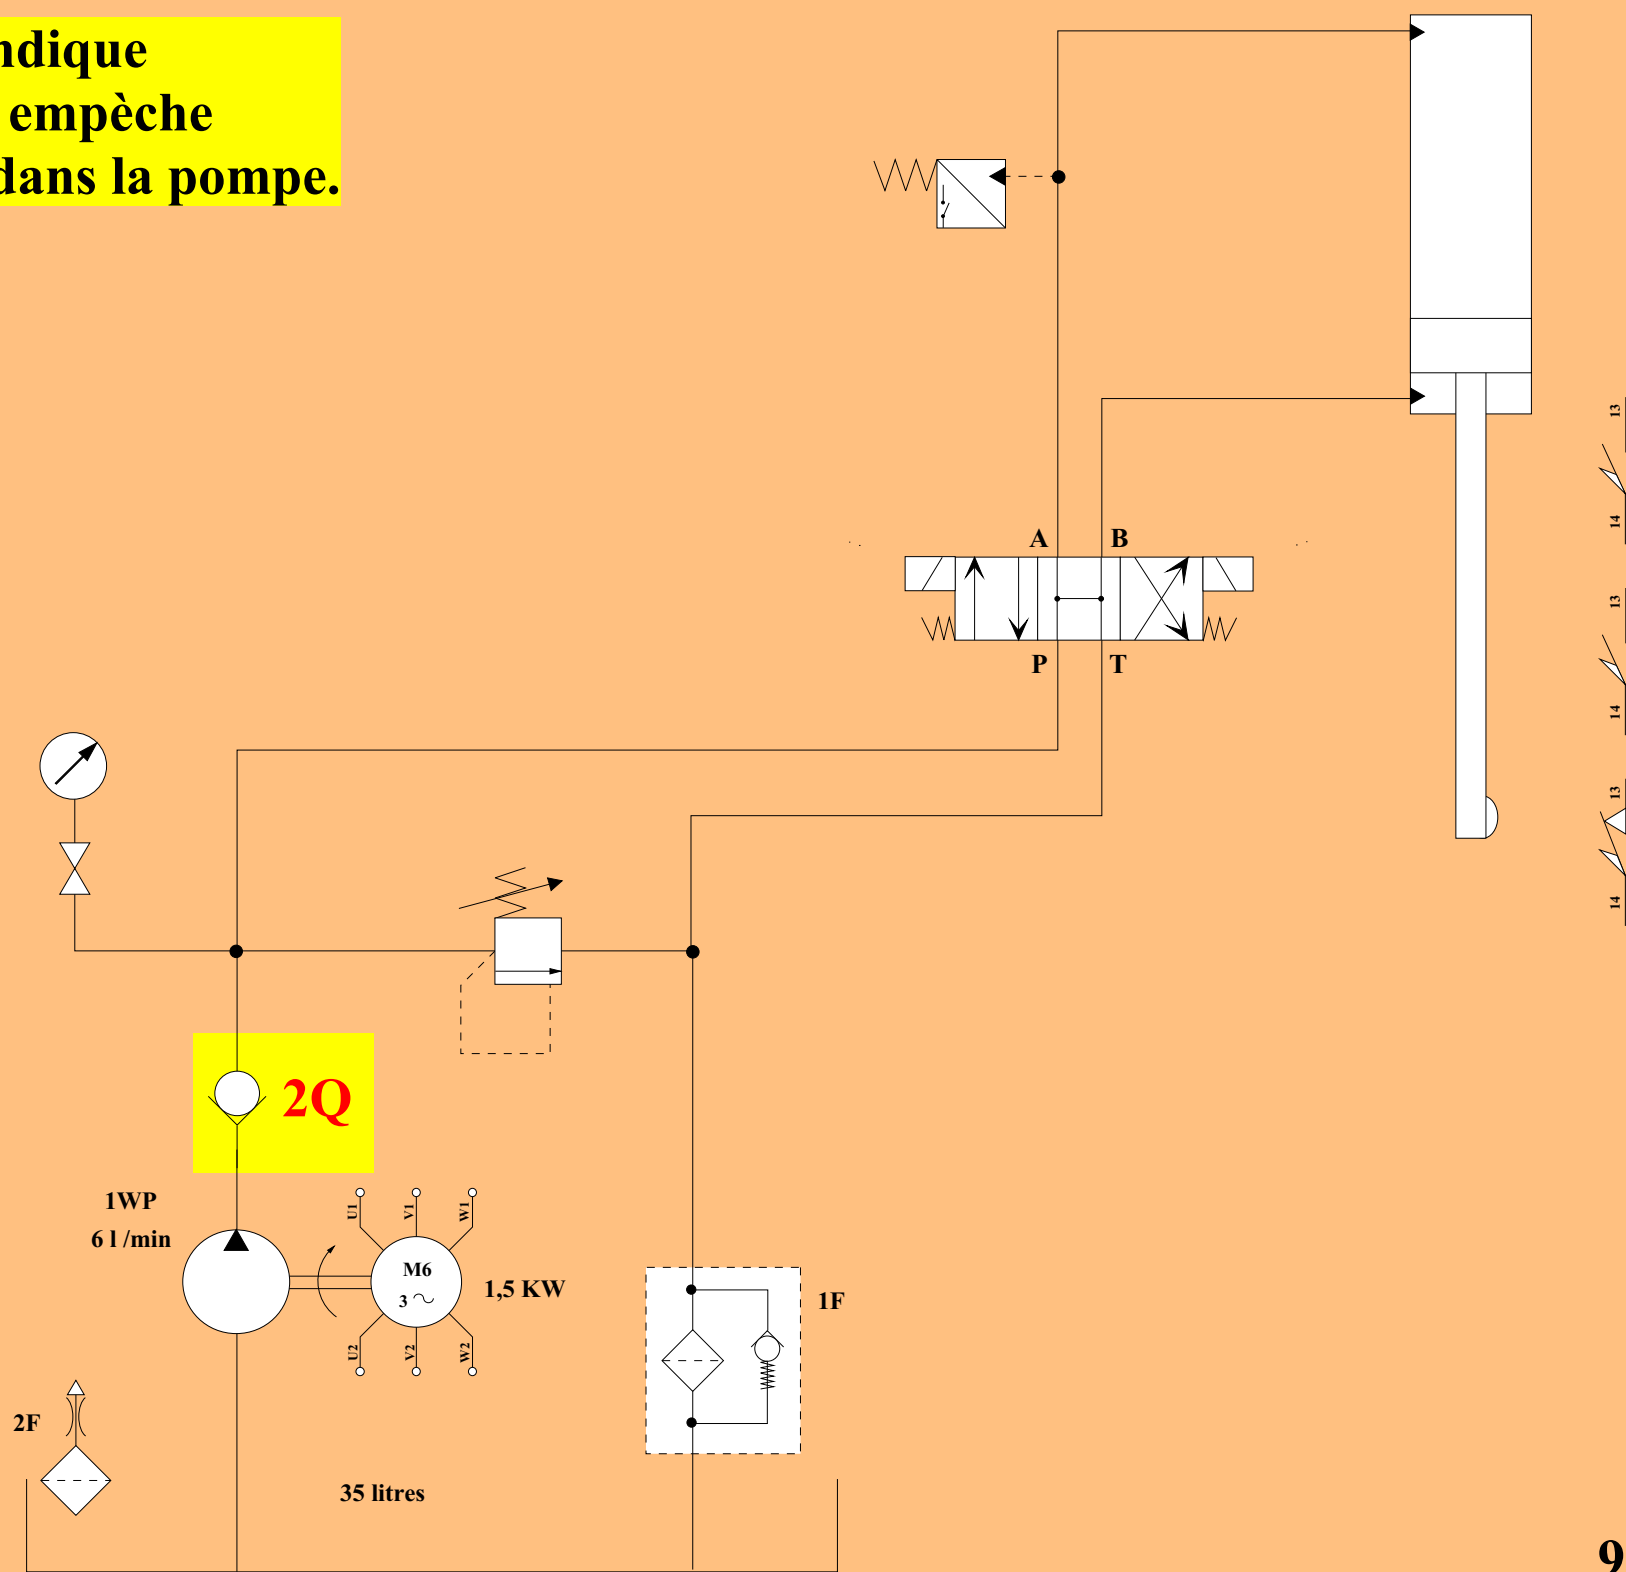 ndique
empèche
dans la pompe.
13
14
A B
P T
13
14
13
14
2Q
1WP
6 l /min
U1 V1 W1
M6
3
1,5 KW
U2 V2 W2
1F
2F
35 litres
9